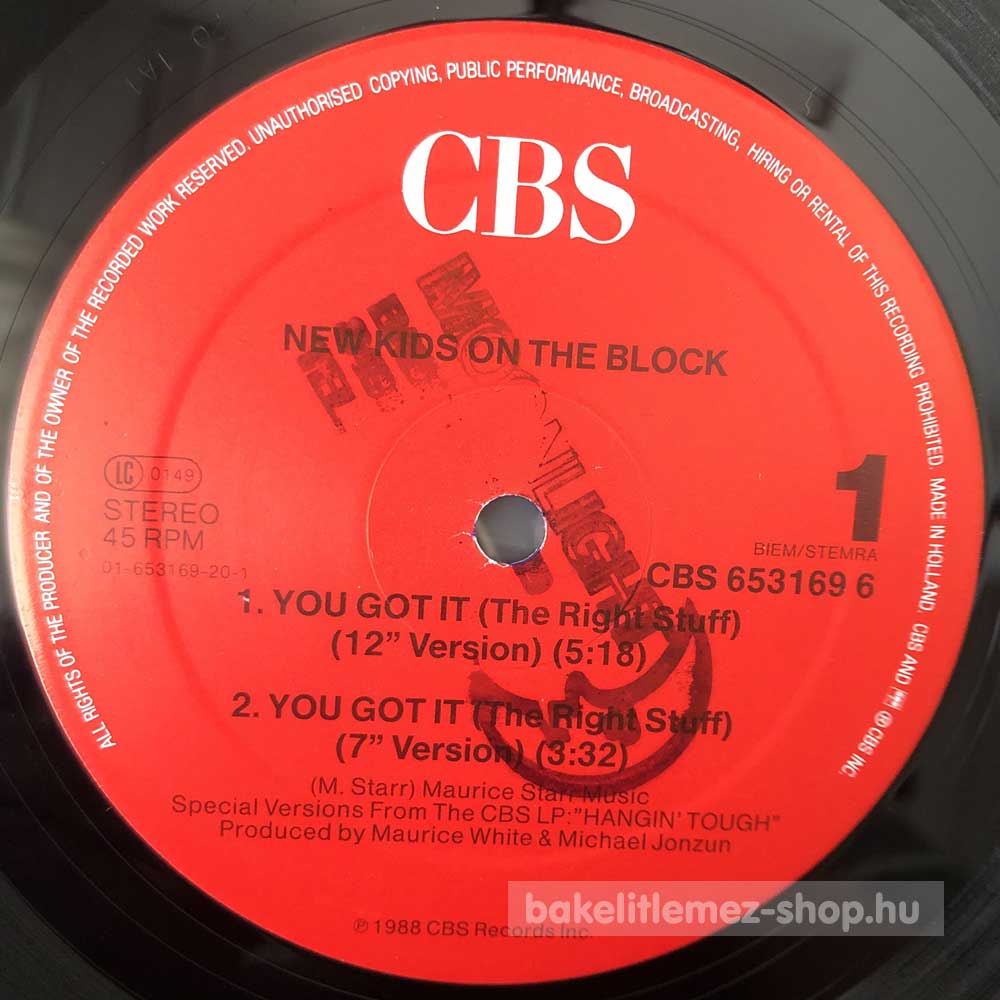 ALL RIGHTS OF THE PRODUCER AND OF THE OWNER OF THE RECORDED WORK RESERVED. UNAUTHORISED COPYING, PUBLIC PERFORMANCE, BROADCASTING, HIRING OR RENTAL OF THIS RECORDING PROHIBITED. MADE IN HOLLAND. CBS AND ℗ CBS INC.
CBS
MOONLIGHT
NEW KIDS ON THE BLOCK
LC 0149
STEREO
45 RPM
01-653169-20-1
1
BIEM/STEMRA
CBS 653169 6
1. YOU GOT IT (The Right Stuff)
(12” Version) (5:18)
2. YOU GOT IT (The Right Stuff)
(7” Version) (3:32)
(M. Starr) Maurice Starr Music
Special Versions From The CBS LP:"HANGIN' TOUGH"
Produced by Maurice White & Michael Jonzun
℗ 1988 CBS Records Inc.
bakelitlemez-shop.hu